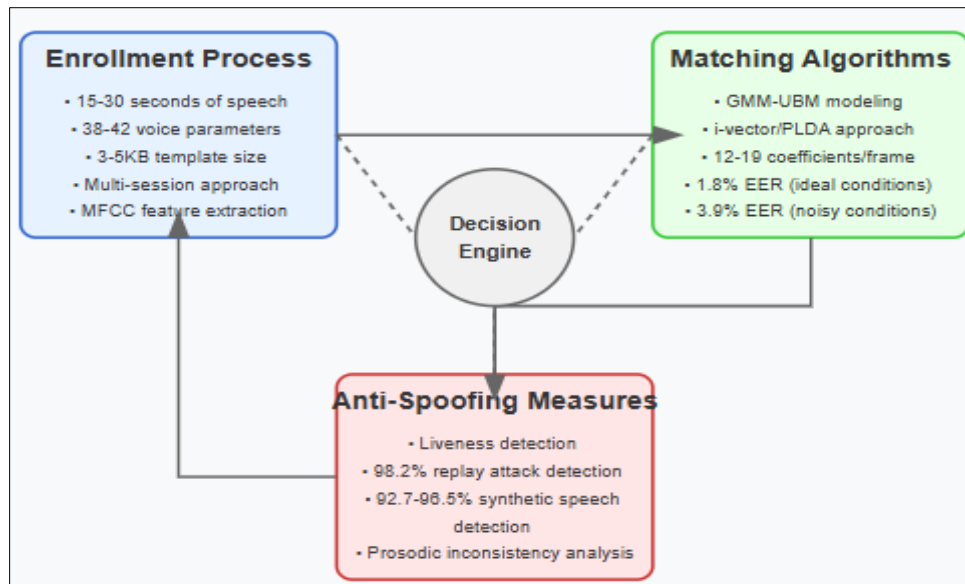 Enrollment Process
• 15-30 seconds of speech
• 38-42 voice parameters
• 3-5KB template size
• Multi-session approach
• MFCC feature extraction
Matching Algorithms
• GMM-UBM modeling
• i-vector/PLDA approach
• 12-19 coefficients/frame
• 1.8% EER (ideal conditions)
• 3.9% EER (noisy conditions)
Decision
Engine
Anti-Spoofing Measures
• Liveness detection
• 98.2% replay attack detection
• 92.7-96.5% synthetic speech
detection
• Prosodic inconsistency analysis